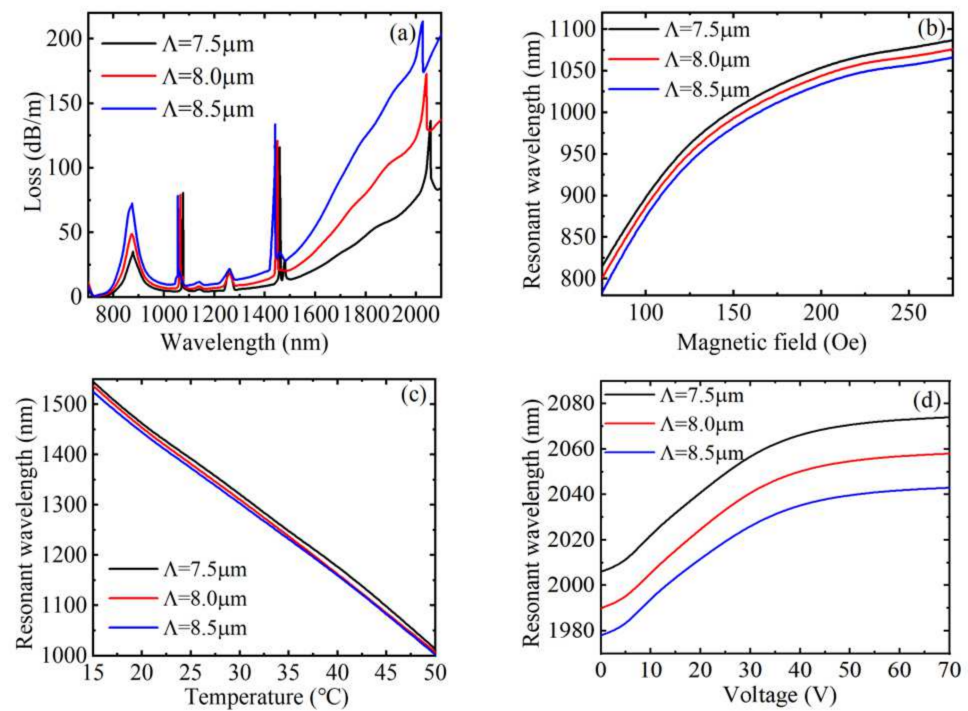 (a)
Λ=7.5μm
Λ=8.0μm
Λ=8.5μm
Loss (dB/m)
200
150
100
50
0
800 1000 1200 1400 1600 1800 2000
Wavelength (nm)
(b)
Λ=7.5μm
Λ=8.0μm
Λ=8.5μm
Resonant wavelength (nm)
1100
1050
1000
950
900
850
800
100 150 200 250
Magnetic field (Oe)
(c)
Λ=7.5μm
Λ=8.0μm
Λ=8.5μm
Resonant wavelength (nm)
1500
1400
1300
1200
1100
1000
15 20 25 30 35 40 45 50
Temperature (℃)
(d)
Λ=7.5μm
Λ=8.0μm
Λ=8.5μm
Resonant wavelength (nm)
2080
2060
2040
2020
2000
1980
0 10 20 30 40 50 60 70
Voltage (V)